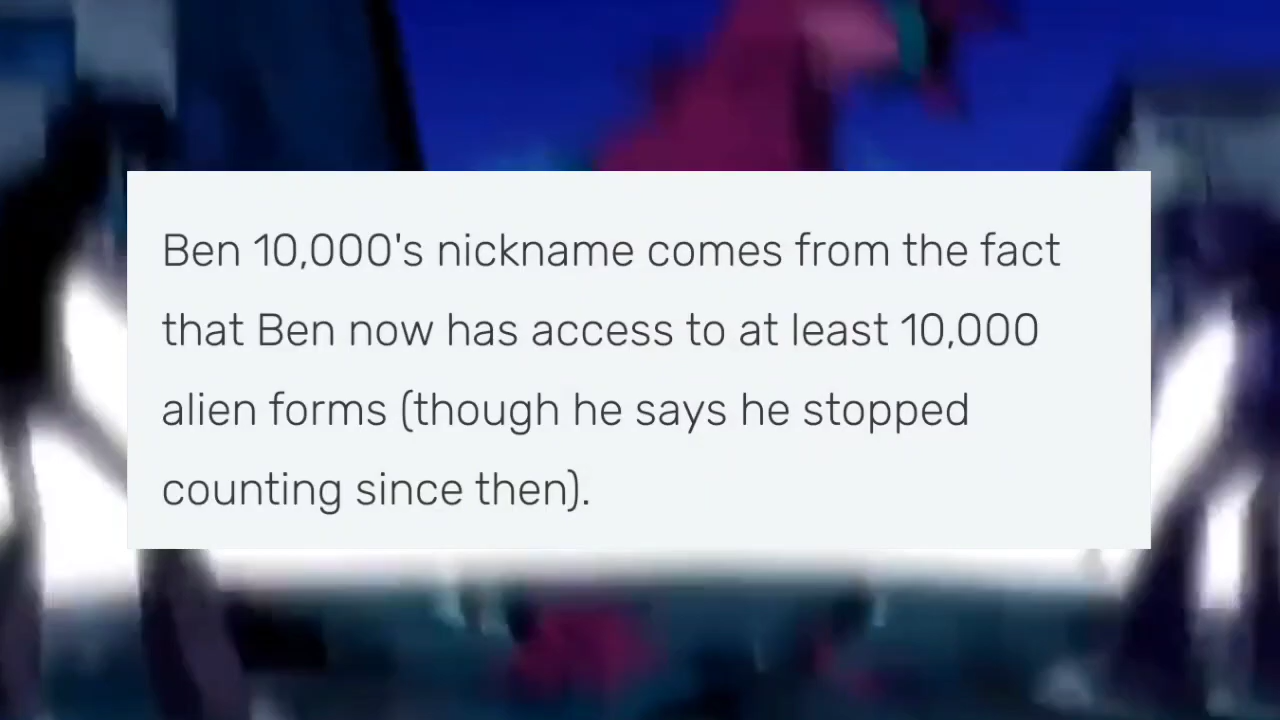 Ben 10,000's nickname comes from the fact
that Ben now has access to at least 10,000
alien forms (though he says he stopped
counting since then).